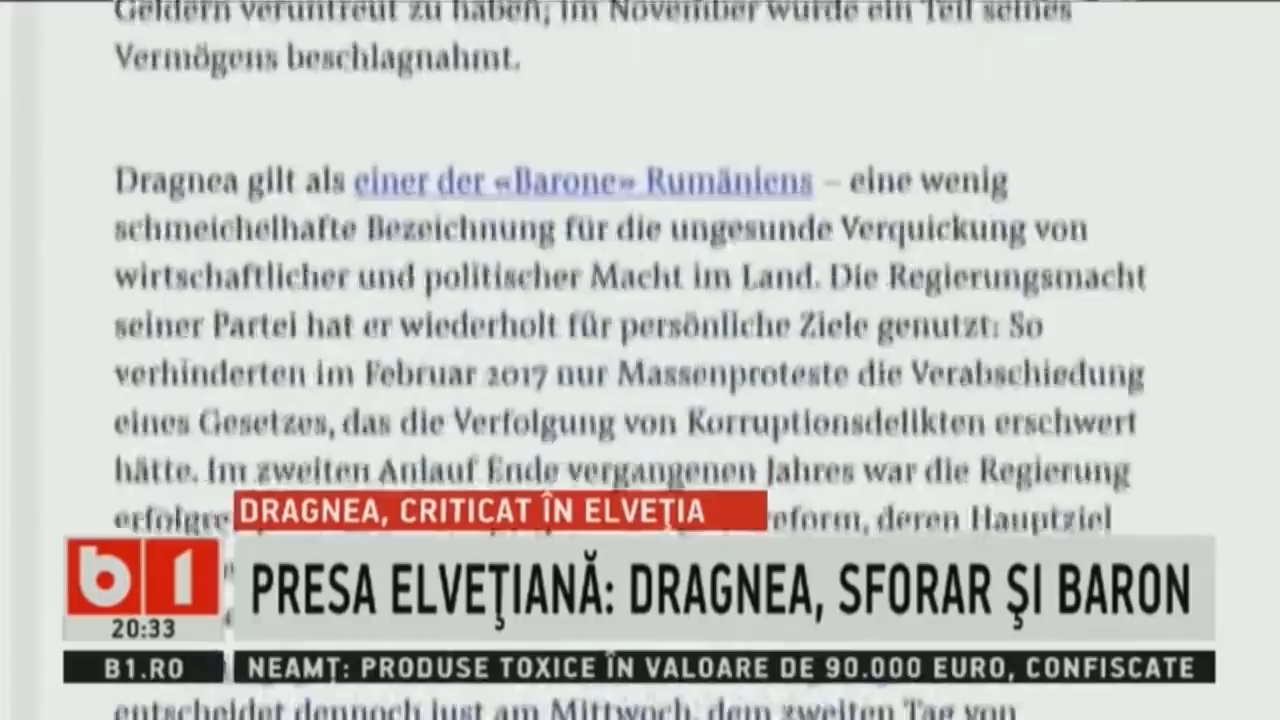 Geldern veruntreut zu haben, im November wurde ein Teil seines
Vermögens beschlagnahmt.
Dragnea gilt als einer der «Barone» Rumäniens – eine wenig
schmeichelhafte Bezeichnung für die ungesunde Verquickung von
wirtschaftlicher und politischer Macht im Land. Die Regierungsmacht
seiner Partei hat er wiederholt für persönliche Ziele genutzt: So
verhinderten im Februar 2017 nur Massenproteste die Verabschiedung
eines Gesetzes, das die Verfolgung von Korruptionsdelikten erschwert
hätte. Im zweiten Anlauf Ende vergangenen Jahres war die Regierung
deren Hauptziel
DRAGNEA, CRITICAT ÎN ELVEŢIA
b1
PRESA ELVEŢIANĂ: DRAGNEA, SFORAR ŞI BARON
20:33
B1.RO
NEAMŢ: PRODUSE TOXICE ÎN VALOARE DE 90.000 EURO, CONFISCATE
entscheidet dennoch just am Mittwoch, dem zweiten Tag von